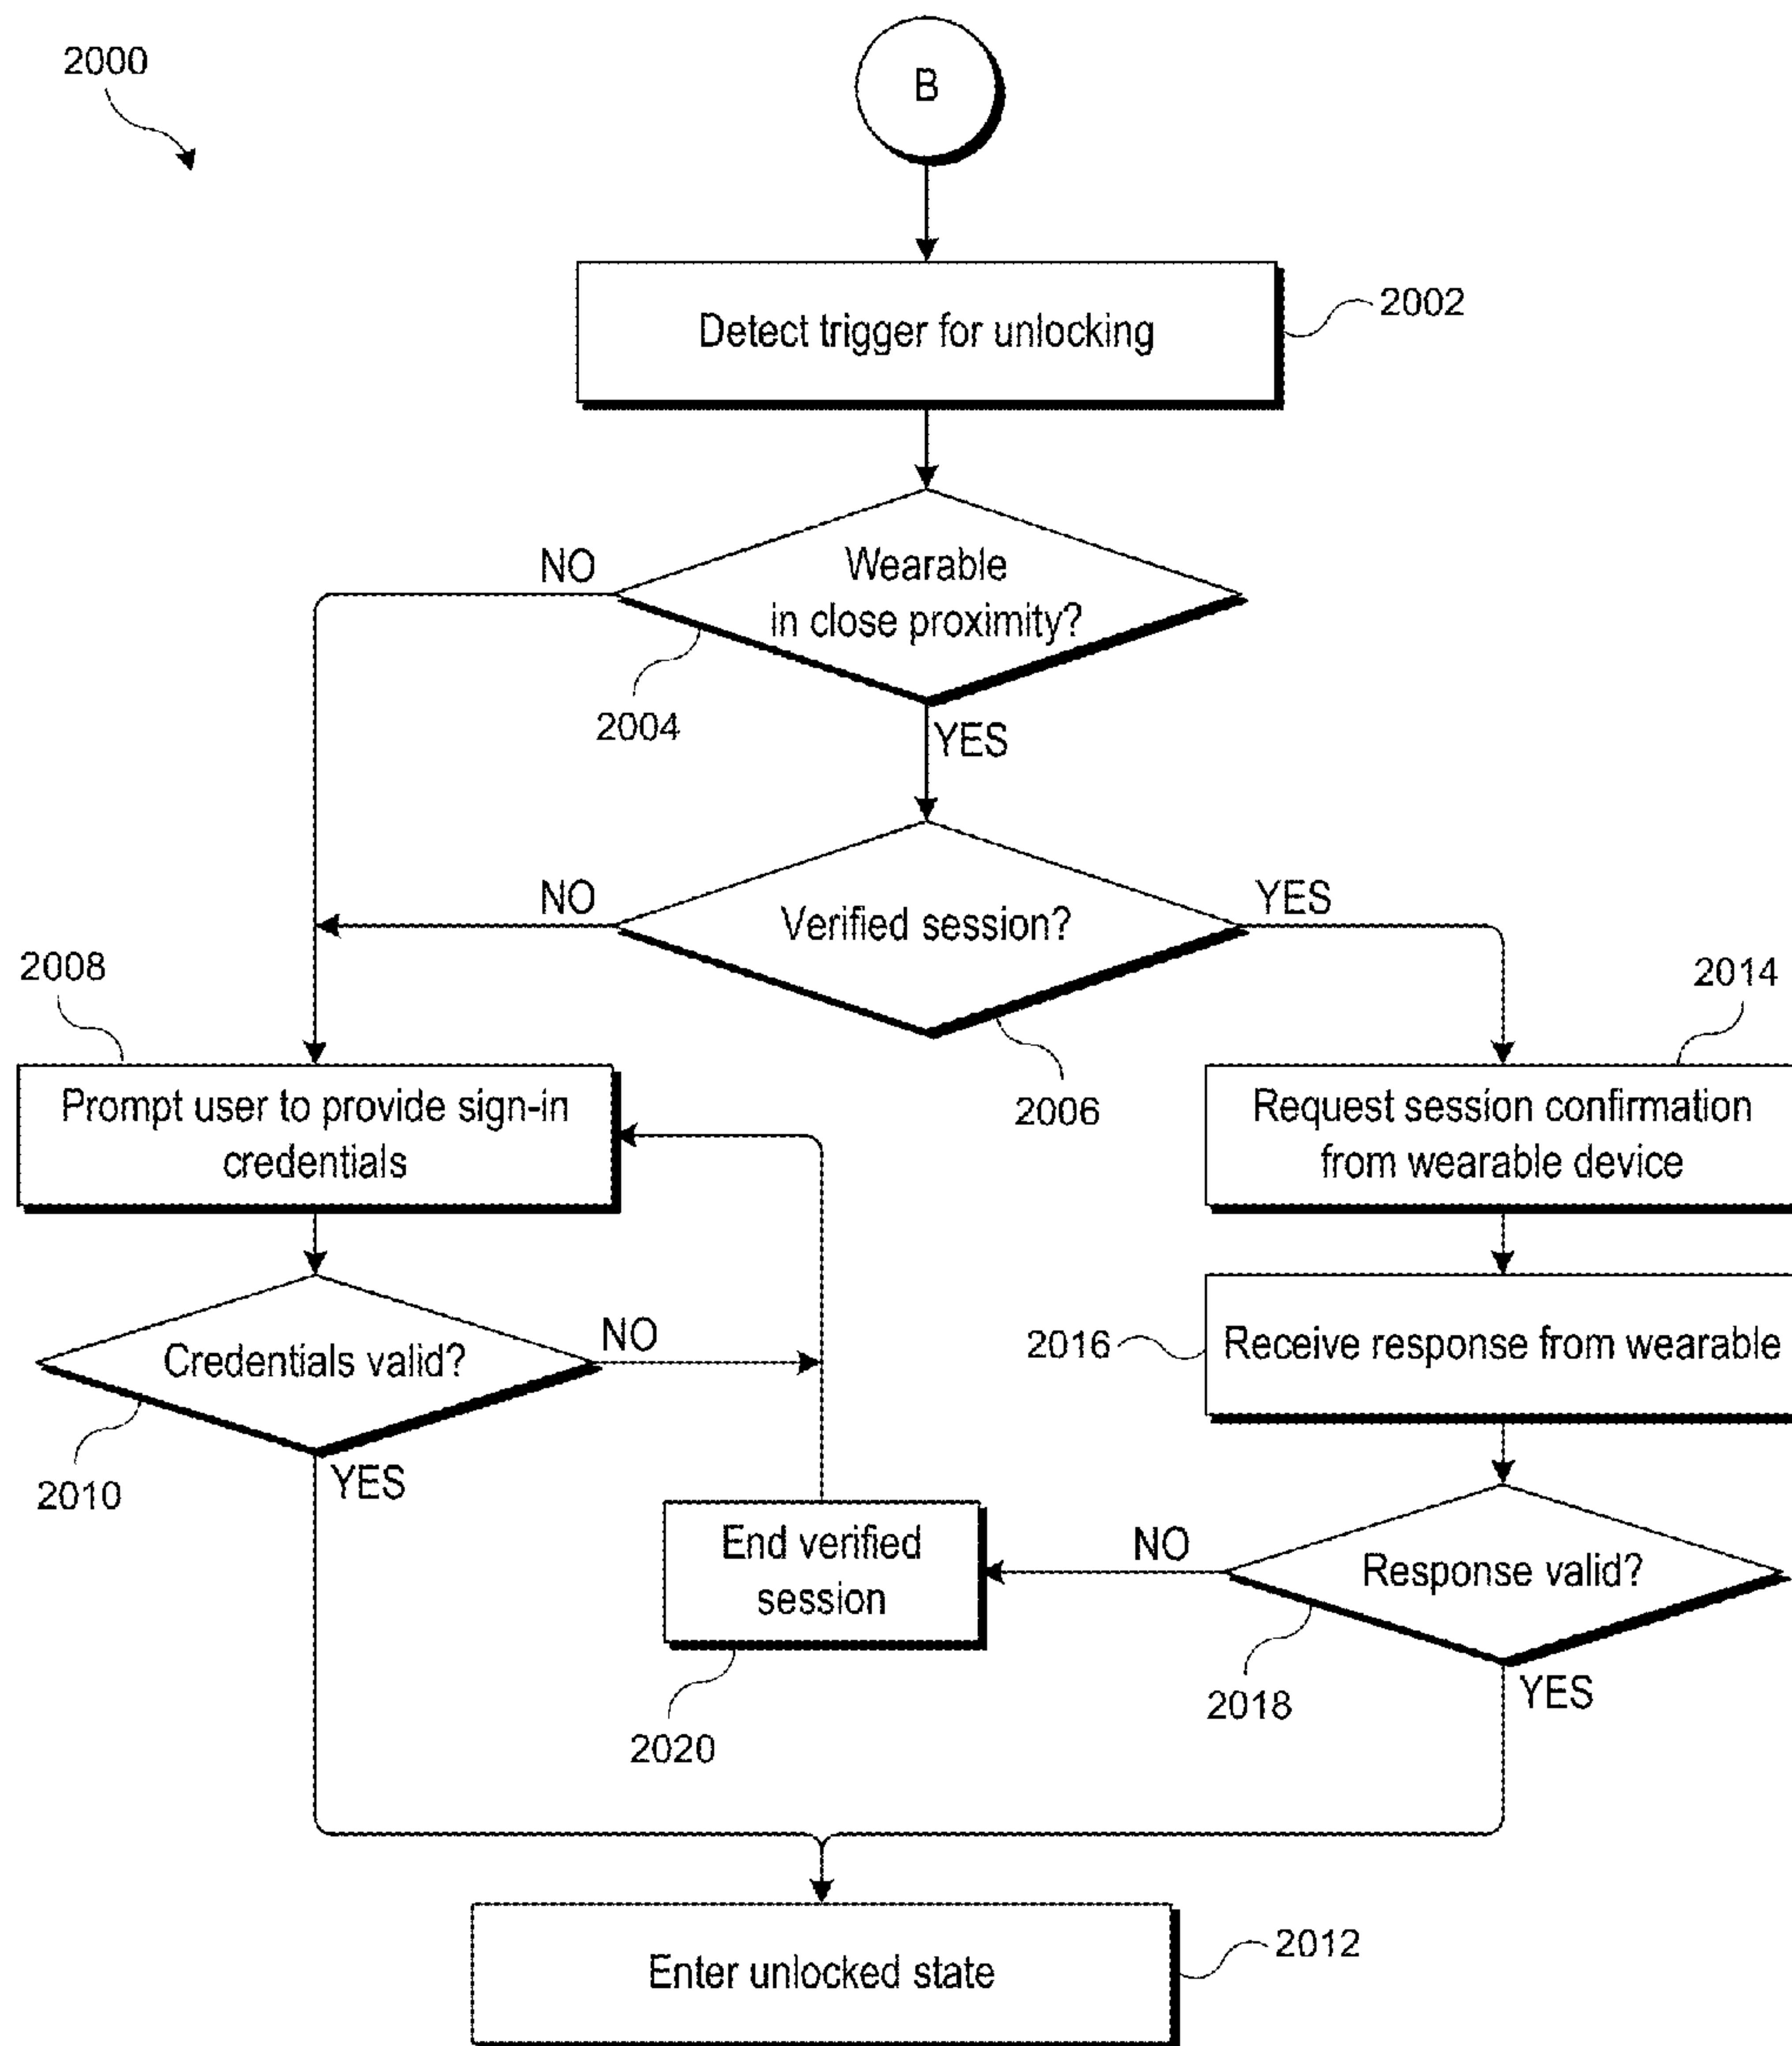 2000
B
Detect trigger for unlocking
2002
NO
Wearable
in close proximity?
2004
YES
NO
Verified session?
YES
2008
2014
2006
Prompt user to provide sign-in
credentials
Request session confirmation
from wearable device
Credentials valid?
NO
2016
Receive response from wearable
2010
YES
End verified
session
NO
Response valid?
2020
2018
YES
Enter unlocked state
2012